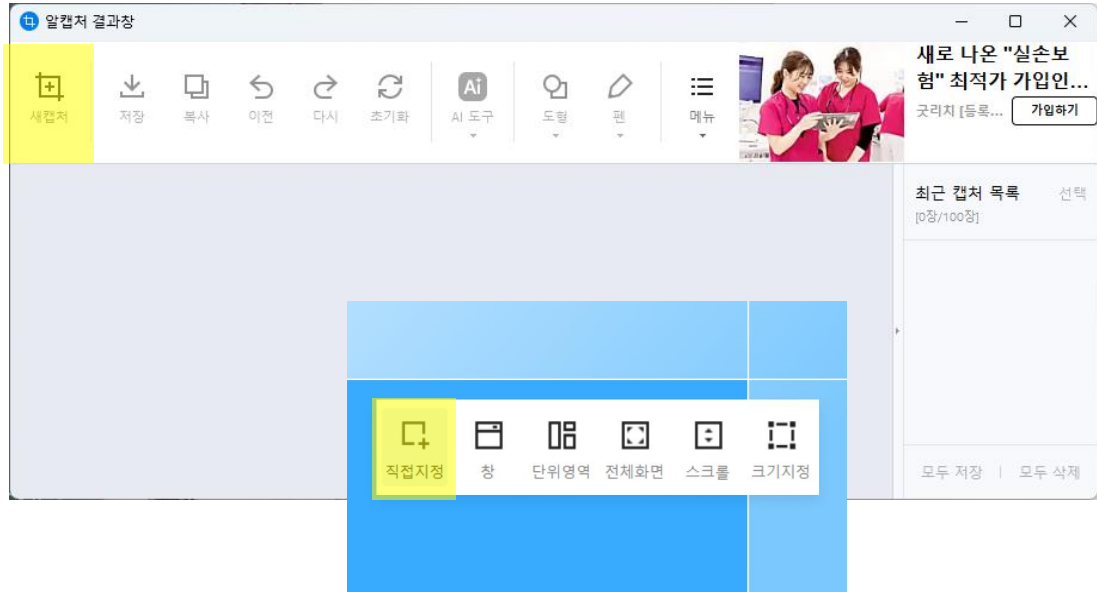 알캡처 결과창
새캡처
저장
복사
이전
다시
초기화
Ai
AI 도구
도형
펜
메뉴
새로 나온 "실손보
험" 최적가 가입인...
굿리치 [등록...
가입하기
최근 캡처 목록
선택
[0장/100장]
직접지정
창
단위영역
전체화면
스크롤
크기지정
모두 저장
모두 삭제